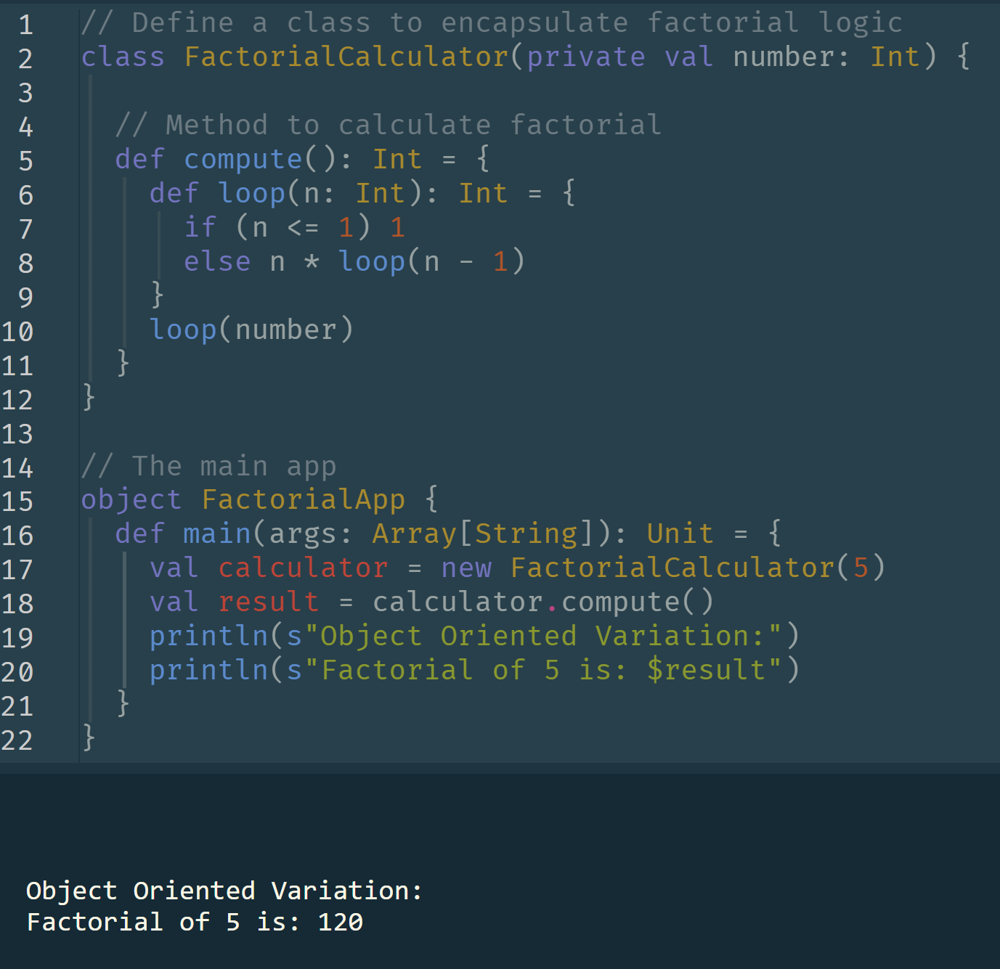 1 // Define a class to encapsulate factorial logic
2 class FactorialCalculator(private val number: Int) {
3
4   // Method to calculate factorial
5   def compute(): Int = {
6     def loop(n: Int): Int = {
7       if (n <= 1) 1
8       else n * loop(n - 1)
9     }
10     loop(number)
11   }
12 }
13
14 // The main app
15 object FactorialApp {
16   def main(args: Array[String]): Unit = {
17     val calculator = new FactorialCalculator(5)
18     val result = calculator.compute()
19     println(s"Object Oriented Variation:")
20     println(s"Factorial of 5 is: $result")
21   }
22 }
Object Oriented Variation:
Factorial of 5 is: 120